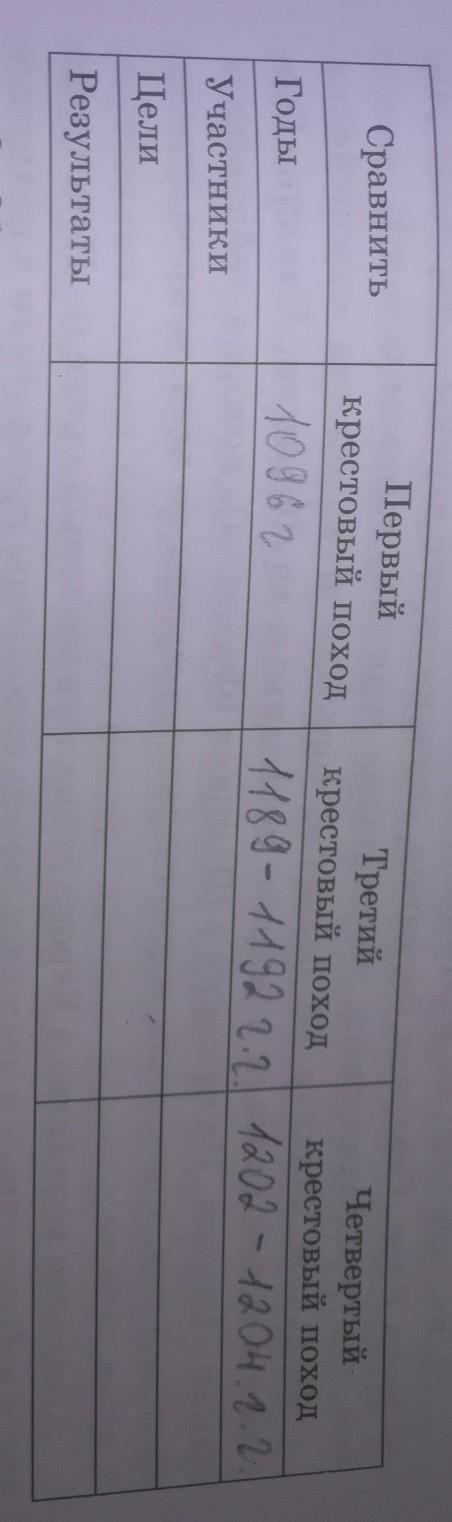 Сравнить
Первый
крестовый поход
Третий
крестовый поход
Четвертый
крестовый поход
Годы
1096 г
1189-1192 г.г.
1202-1204.г.г.
Участники
Цели
Результаты